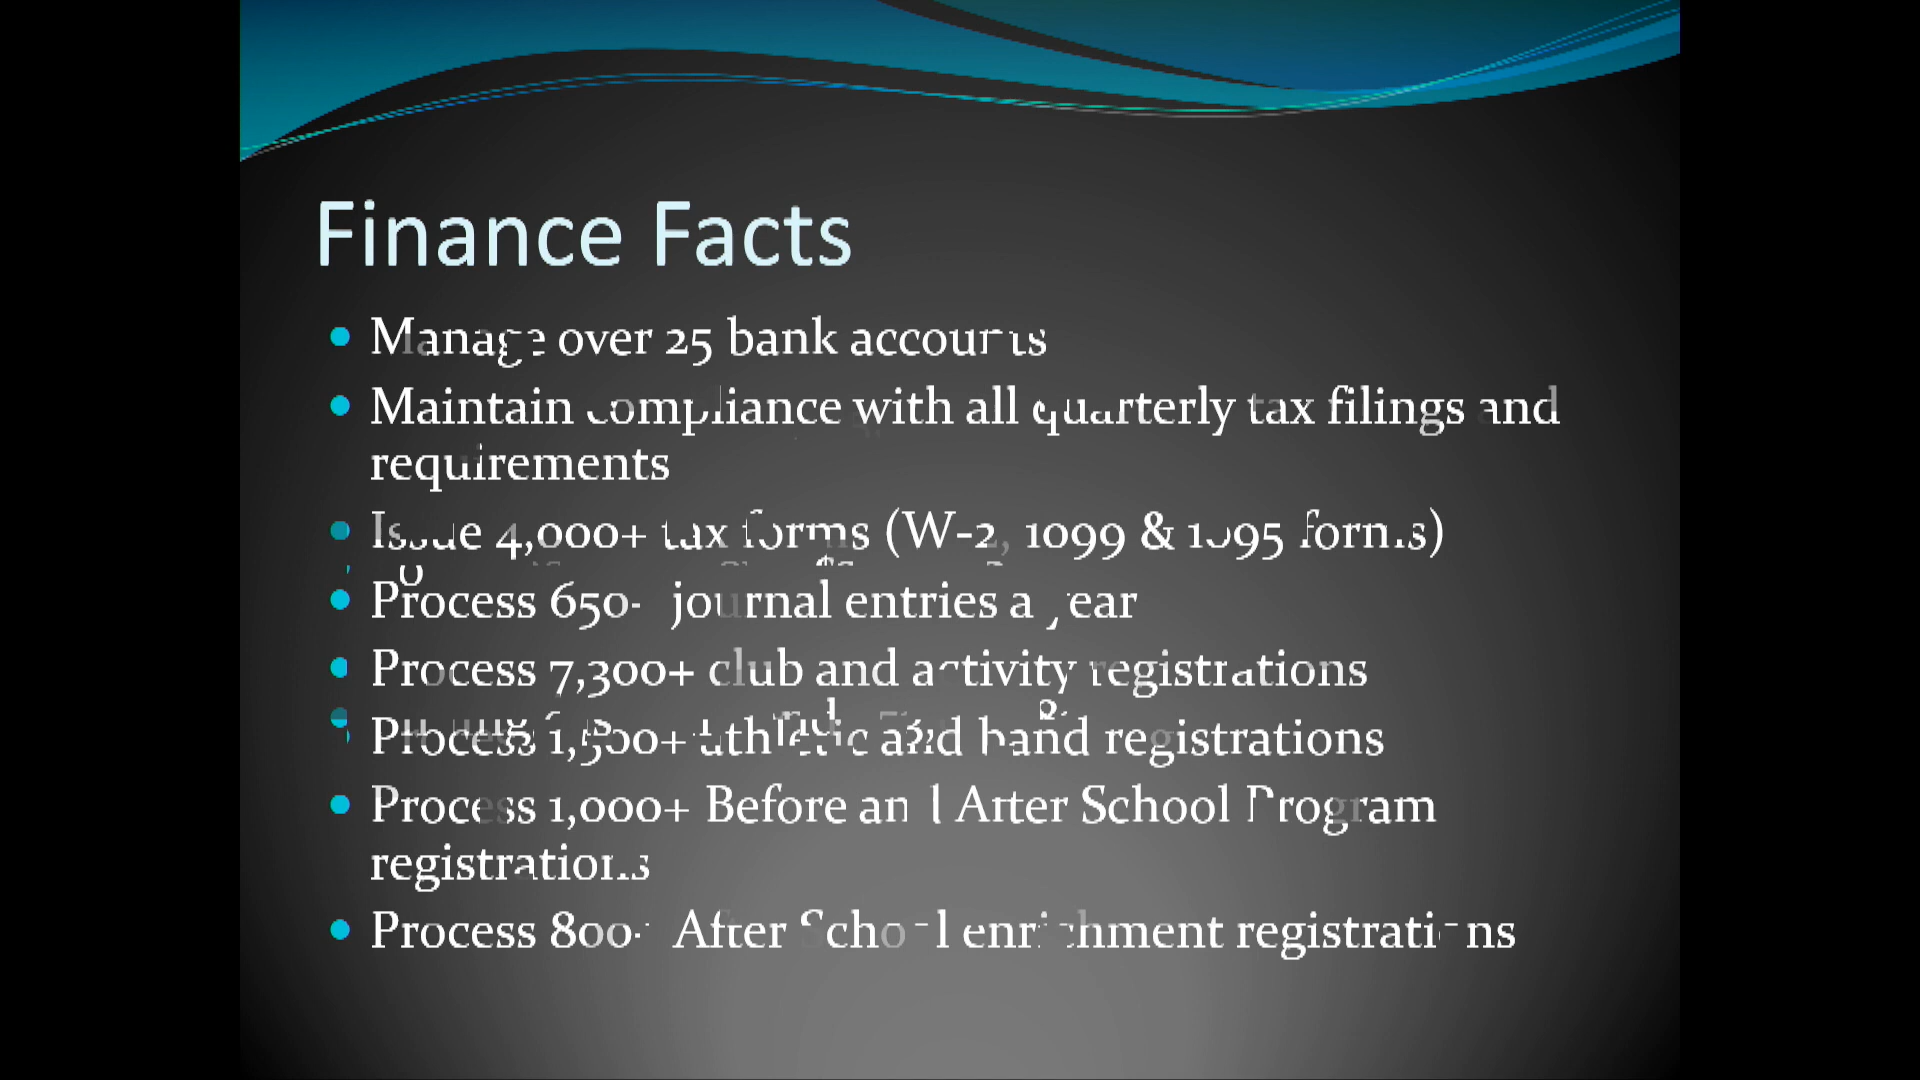 Finance Facts
• Manage over 25 bank accounts
• Maintain compliance with all quarterly tax filings and
requirements
• Issue 4,000+ tax forms (W-2, 1099 & 1095 forms)
• Process 650+ journal entries a year
• Process 7,300+ club and activity registrations
• Process 1,500+ athletic and band registrations
• Process 1,000+ Before and After School Program
registrations
• Process 800+ After School enrichment registrations